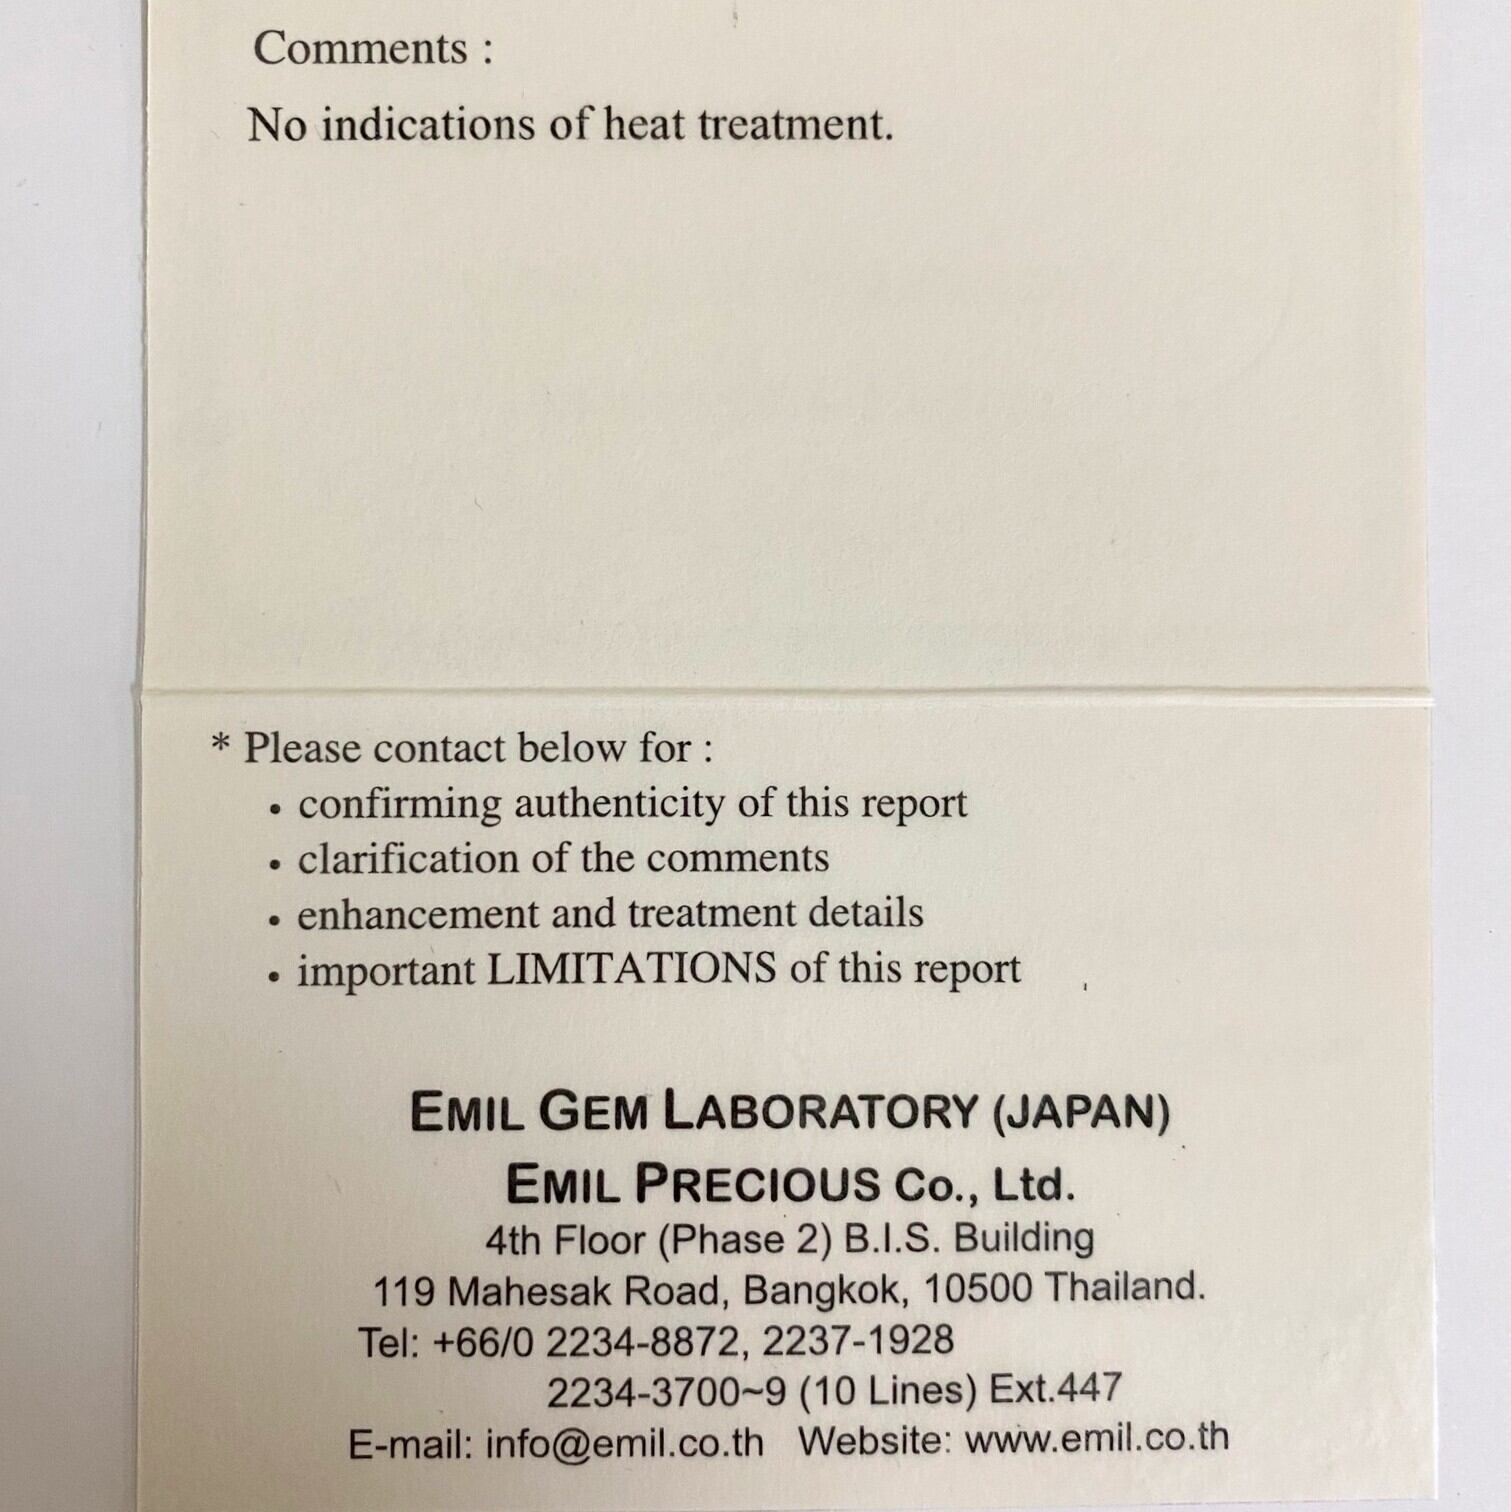 Comments :
No indications of heat treatment.
* Please contact below for :
• confirming authenticity of this report
• clarification of the comments
• enhancement and treatment details
• important LIMITATIONS of this report
EMIL GEM LABORATORY (JAPAN)
EMIL PRECIOUS Co., Ltd.
4th Floor (Phase 2) B.I.S. Building
119 Mahesak Road, Bangkok, 10500 Thailand.
Tel: +66/0 2234-8872, 2237-1928
2234-3700~9 (10 Lines) Ext.447
E-mail: info@emil.co.th Website: www.emil.co.th